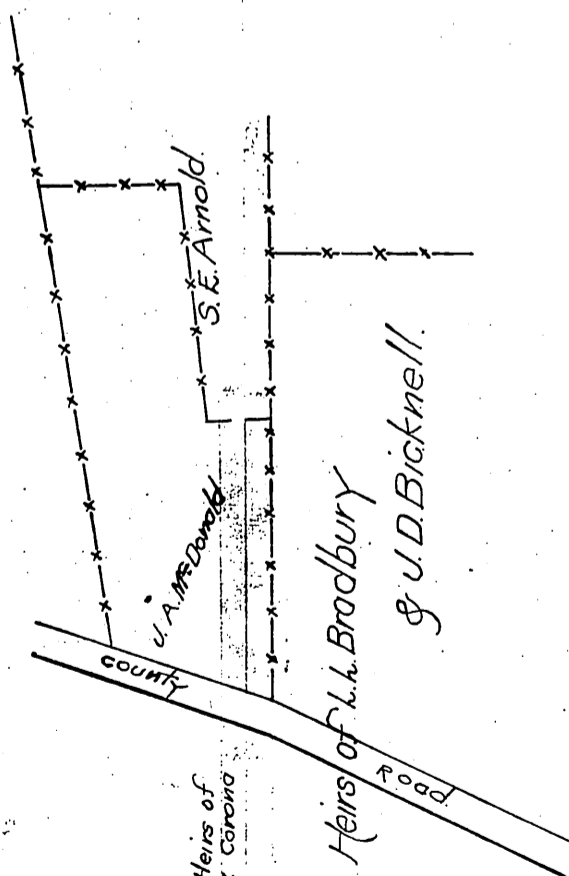 S. E. Arnold.
J. A. McDonald
COUNTY
ROAD
Heirs of L. L. Bradbury
& J. D. Bicknell.
Heirs of
Corona